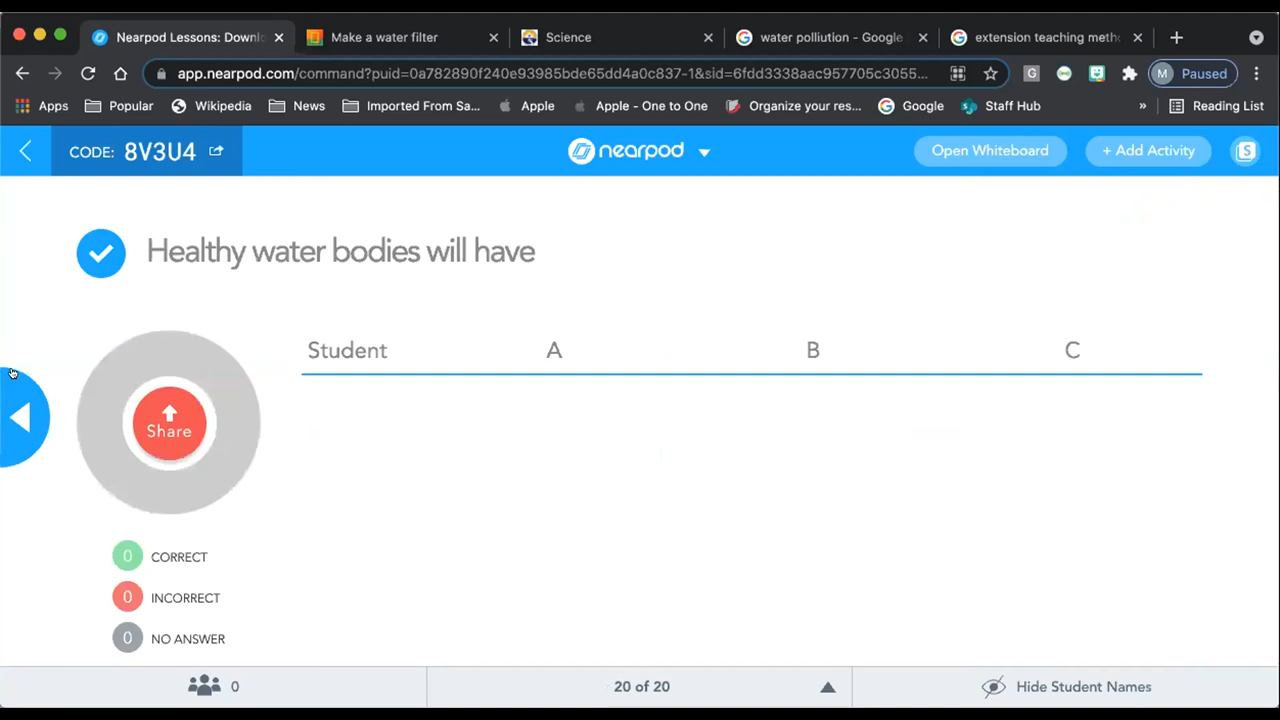 Nearpod Lessons: Downl
Make a water filter
Science
water polliution - Google
extension teaching meth
app.nearpod.com/command?puid=0a782890f240e93985bde65dd4a0c837-1&sid=6fdd3338aac957705c3055...
G
M Paused
Apps
Popular
Wikipedia
News
Imported From Sa...
Apple
Apple - One to One
Organize your res...
Google
Staff Hub
»
Reading List
CODE: 8V3U4
nearpod
Open Whiteboard
+ Add Activity
S
Healthy water bodies will have
Student A B C
Share
0 CORRECT
0 INCORRECT
0 NO ANSWER
0
20 of 20
Hide Student Names